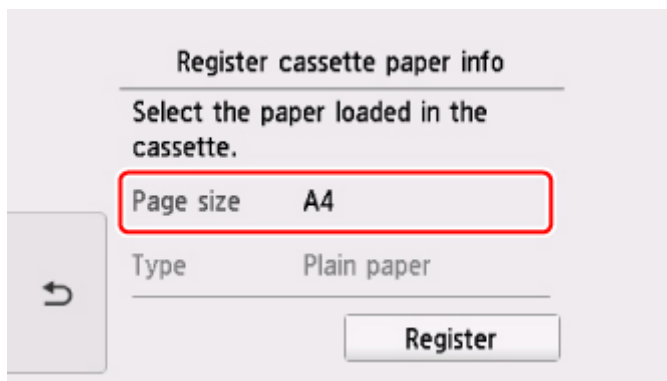 Register cassette paper info
Select the paper loaded in the
cassette.
Page size A4
Type Plain paper
Register